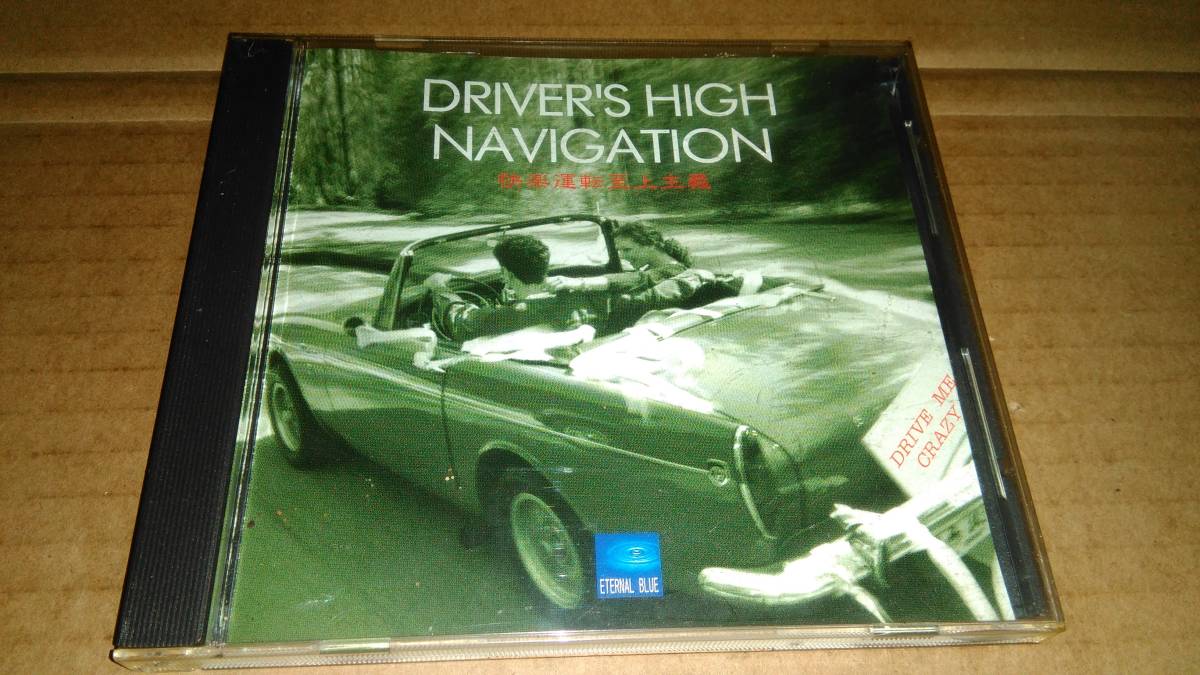 DRIVER'S HIGH
NAVIGATION
快楽運転至上主義
DRIVE ME
CRAZY
ETERNAL BLUE